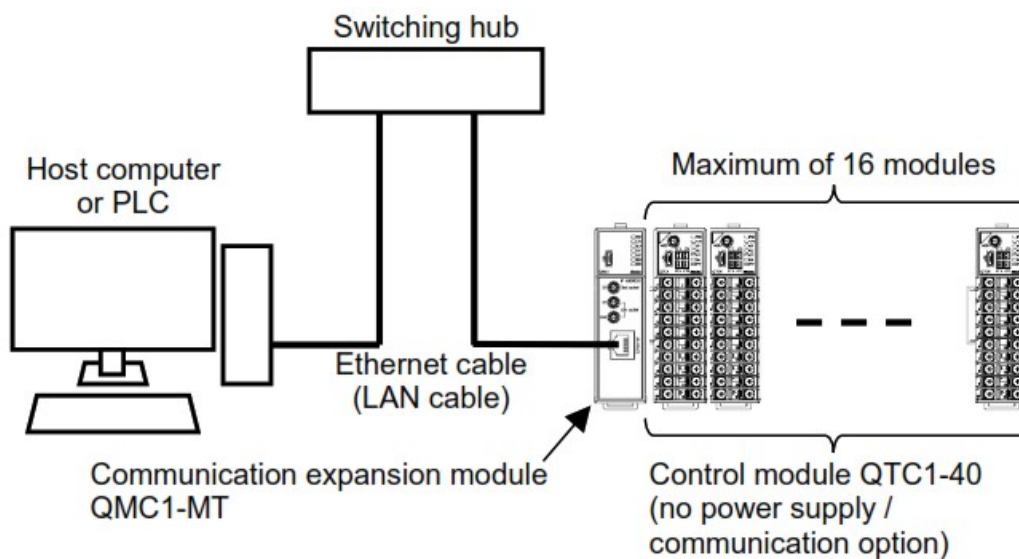 Switching hub
Host computer
or PLC
Maximum of 16 modules
Ethernet cable
(LAN cable)
Communication expansion module
QMC1-MT
Control module QTC1-40
(no power supply /
communication option)